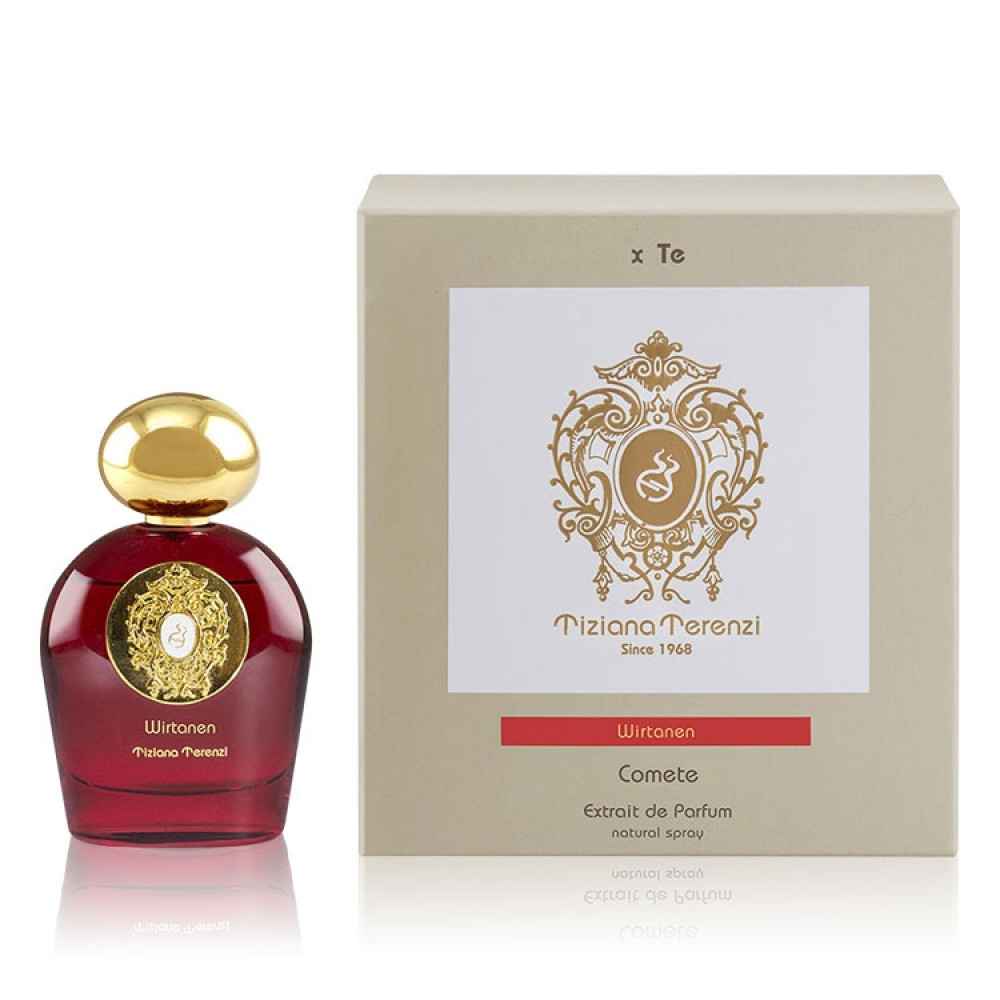 x Te
Tiziana Terenzi
Since 1968
Wirtanen
Comete
Extrait de Parfum
natural spray
Wirtanen
Tiziana Terenzi